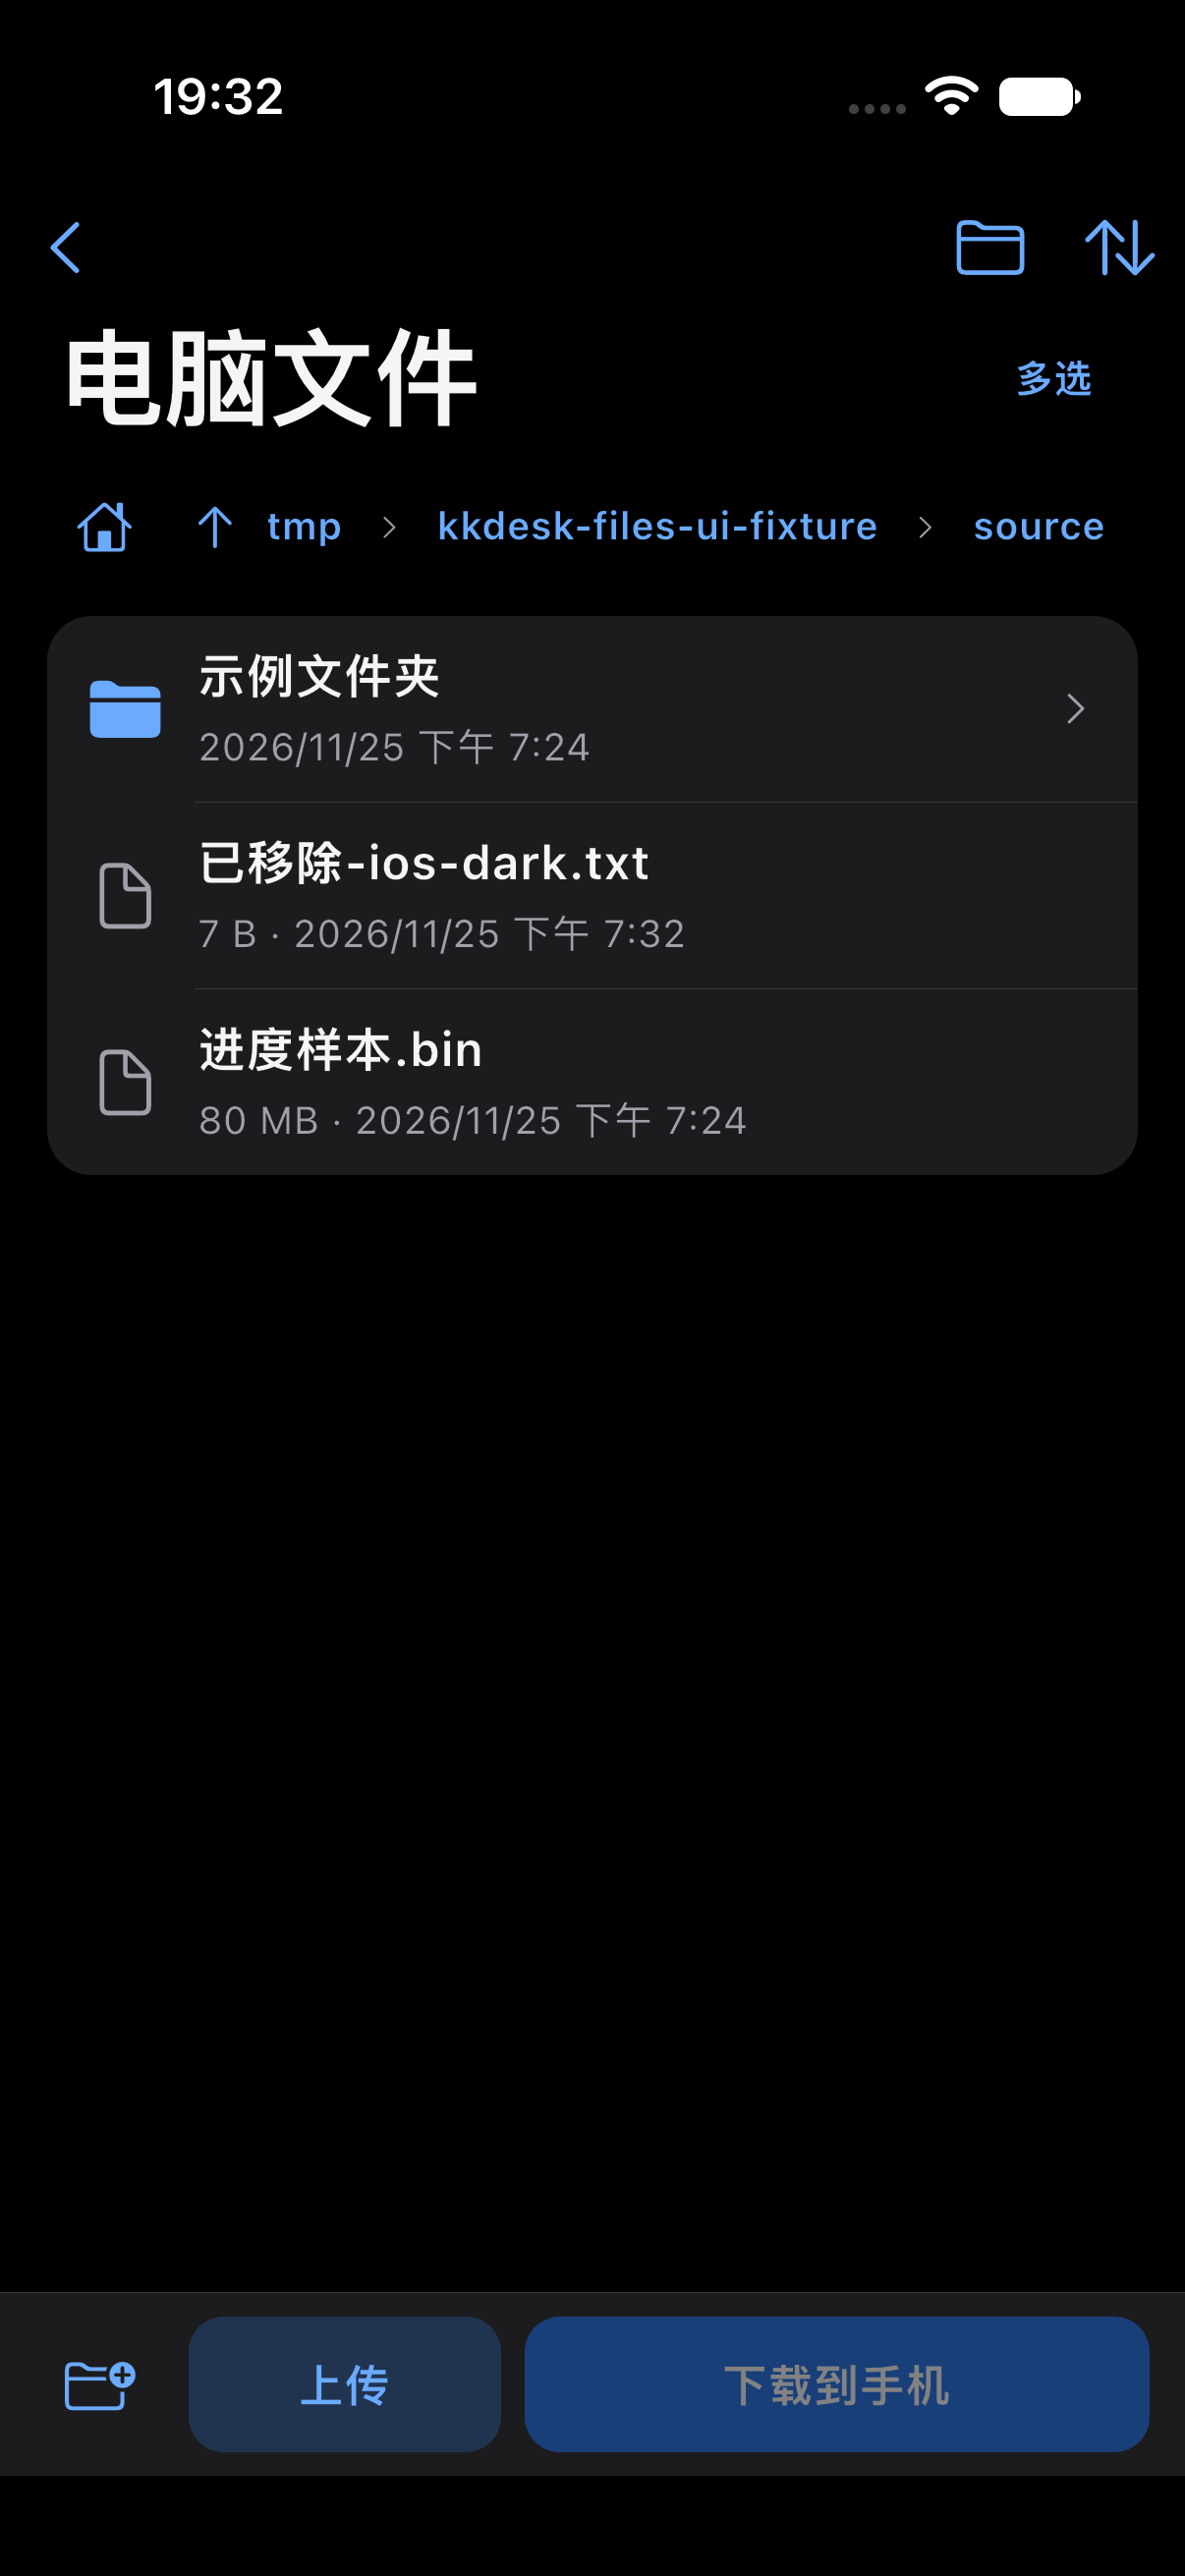 19:32
电脑文件
多选
tmp > kkdesk-files-ui-fixture > source
示例文件夹
2026/11/25 下午 7:24
已移除-ios-dark.txt
7 B · 2026/11/25 下午 7:32
进度样本.bin
80 MB · 2026/11/25 下午 7:24
上传
下载到手机